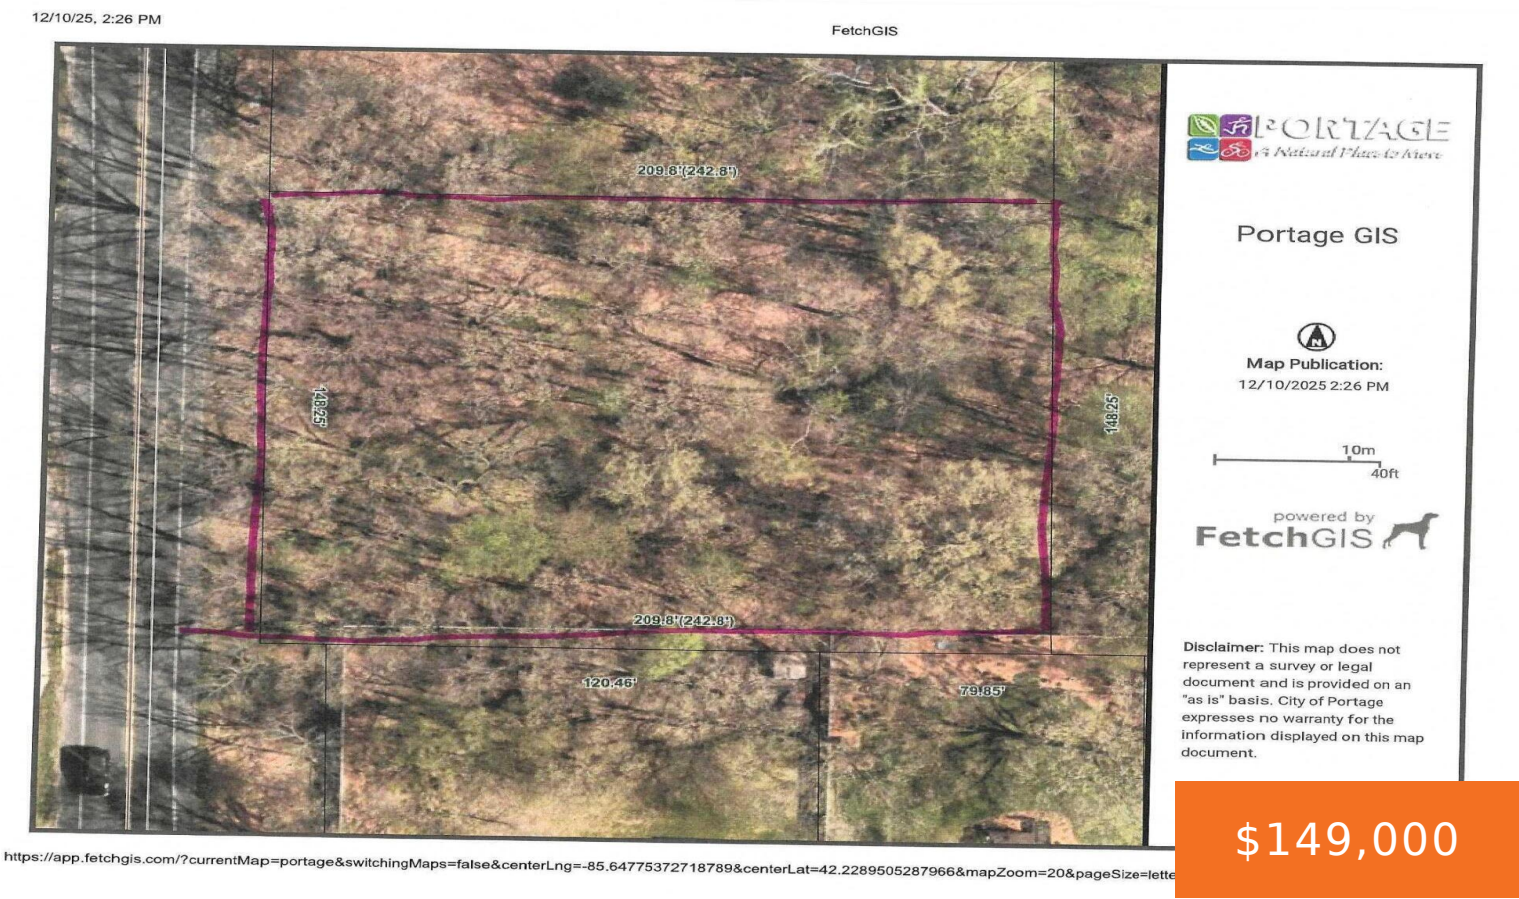 12/10/25, 2:26 PM
FetchGIS
209.8'(242.8')
148.25'
148.25'
209.8'(242.8')
120.46'
79.85'
PORTAGE
A Natural Place to Move
Portage GIS
N
Map Publication:
12/10/2025 2:26 PM
10m
40ft
powered by
FetchGIS
Disclaimer: This map does not
represent a survey or legal
document and is provided on an
"as is" basis. City of Portage
expresses no warranty for the
information displayed on this map
document.
$149,000
https://app.fetchgis.com/?currentMap=portage&switchingMaps=false&centerLng=-85.64775372718789&centerLat=42.2289505287966&mapZoom=20&pageSize=lette